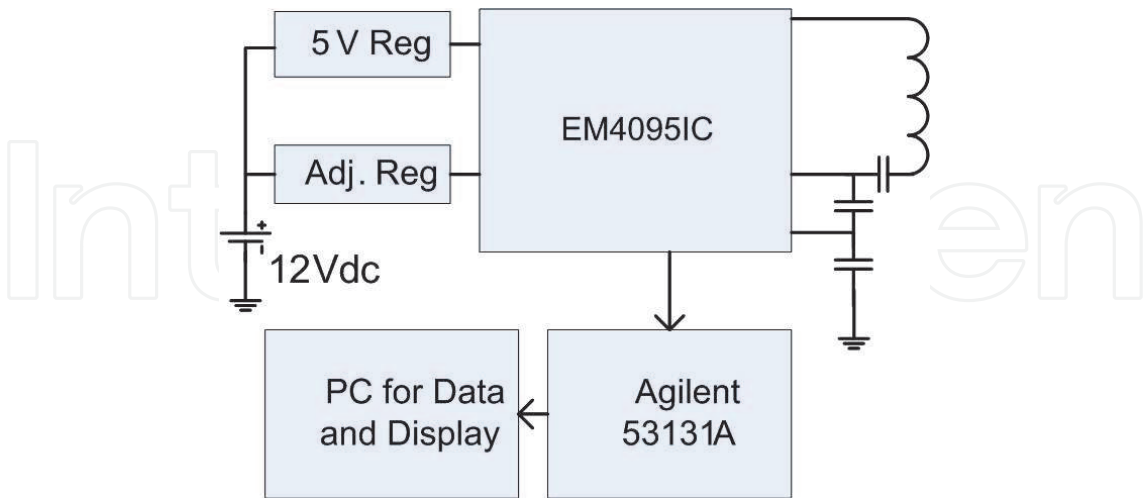 5 V Reg
EM4095IC
Adj. Reg
12Vdc
PC for Data
and Display
Agilent
53131A